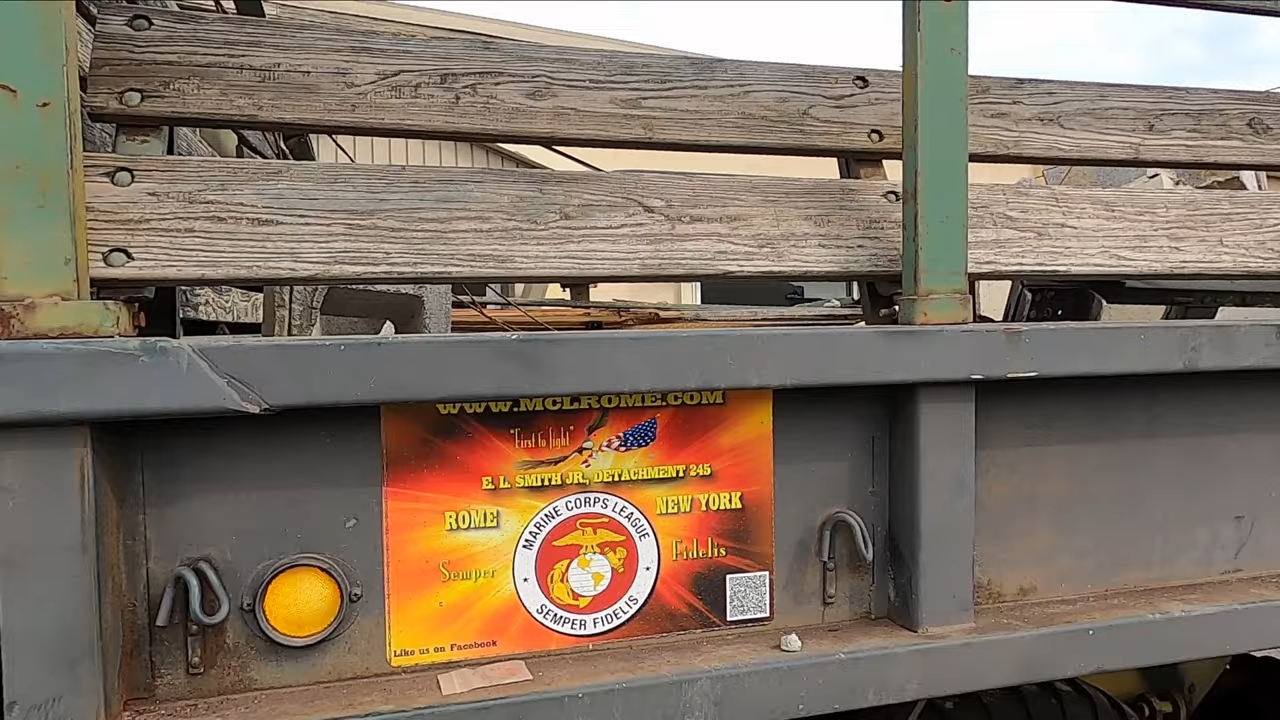 WWW.MCLROME.COM
"First to fight"
E. L. SMITH JR., DETACHMENT 245
ROME
NEW YORK
MARINE CORPS LEAGUE
Semper
Fidelis
SEMPER FIDELIS
Like us on Facebook